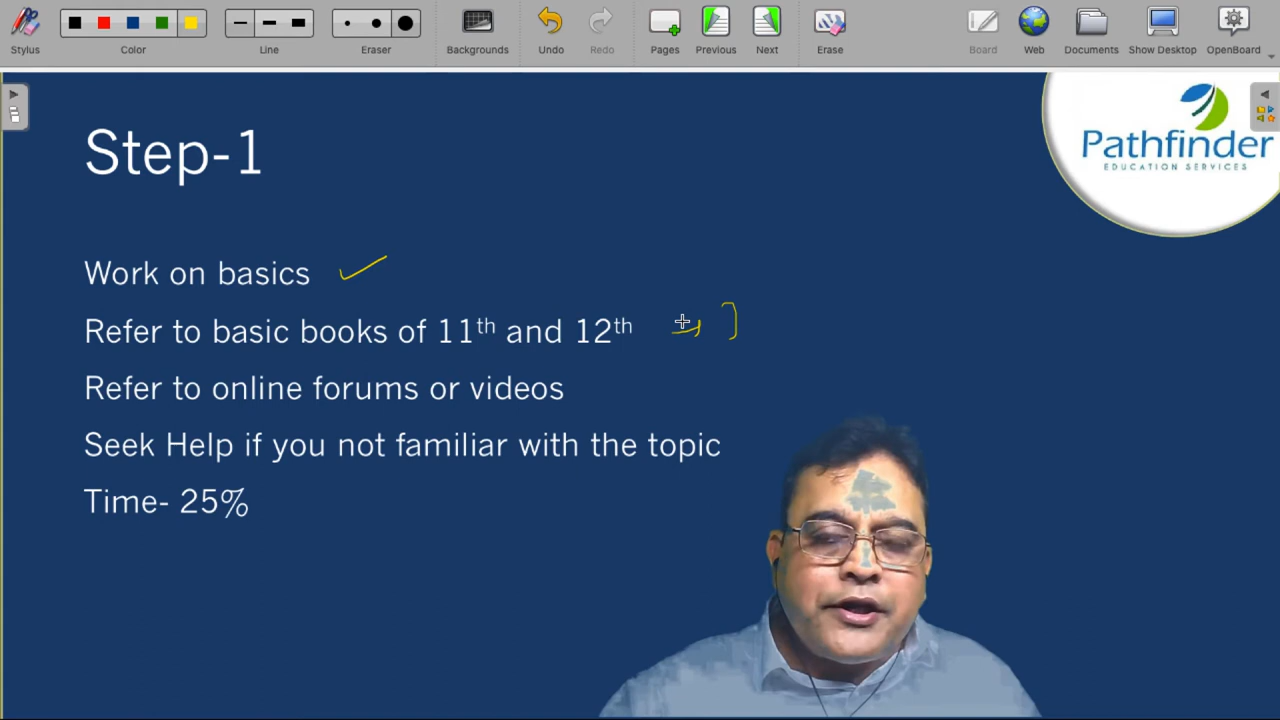 Stylus
Color
Line
Eraser
Backgrounds
Undo
Redo
Pages
Previous
Next
Erase
Board
Web
Documents
Show Desktop
OpenBoard
Pathfinder
EDUCATION SERVICES
Step-1
Work on basics
Refer to basic books of 11th and 12th
Refer to online forums or videos
Seek Help if you not familiar with the topic
Time- 25%